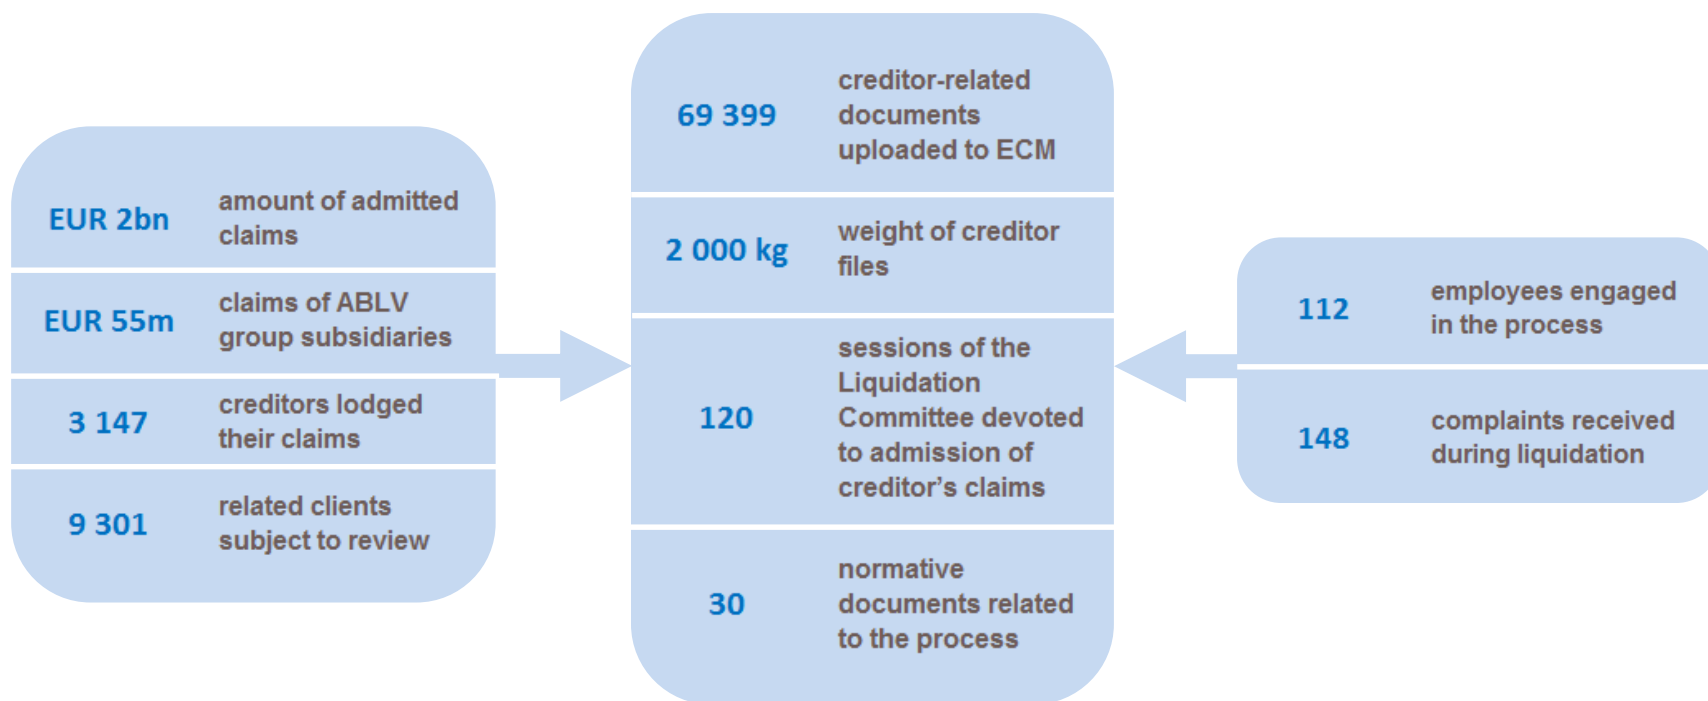 EUR 2bn
amount of admitted
claims
EUR 55m
claims of ABLV
group subsidiaries
3 147
creditors lodged
their claims
9 301
related clients
subject to review
69 399
creditor-related
documents
uploaded to ECM
2 000 kg
weight of creditor
files
120
sessions of the
Liquidation
Committee devoted
to admission of
creditor’s claims
30
normative
documents related
to the process
112
employees engaged
in the process
148
complaints received
during liquidation